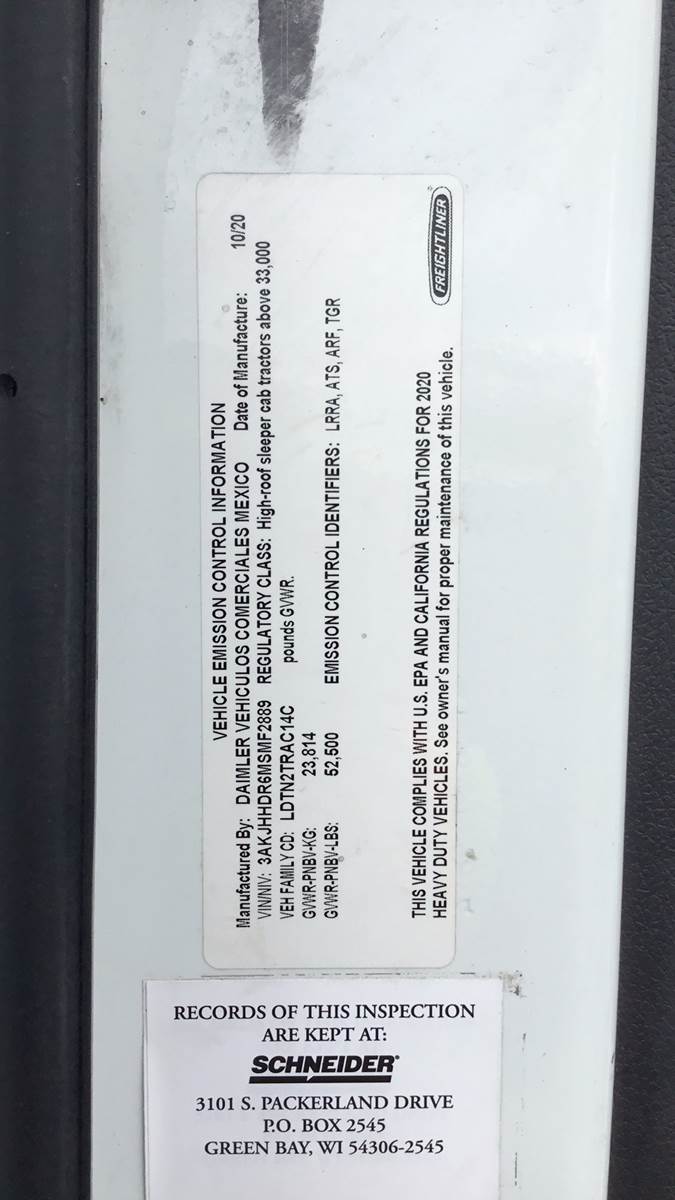 VEHICLE EMISSION CONTROL INFORMATION
Manufactured By: DAIMLER VEHICULOS COMERCIALES MEXICO Date of Manufacture: 10/20
VIN/NIV: 3AKJHHDR6MSMF2889 REGULATORY CLASS: High-roof sleeper cab tractors above 33,000
VEH FAMILY CD: LDTN2TRAC14C pounds GVWR.
GVWR-PNBV-KG: 23,814
GVWR-PNBV-LBS: 52,500 EMISSION CONTROL IDENTIFIERS: LRRA, ATS, ARF, TGR
THIS VEHICLE COMPLIES WITH U.S. EPA AND CALIFORNIA REGULATIONS FOR 2020
HEAVY DUTY VEHICLES. See owner's manual for proper maintenance of this vehicle.
FREIGHTLINER
RECORDS OF THIS INSPECTION
ARE KEPT AT:
SCHNEIDER®
3101 S. PACKERLAND DRIVE
P.O. BOX 2545
GREEN BAY, WI 54306-2545